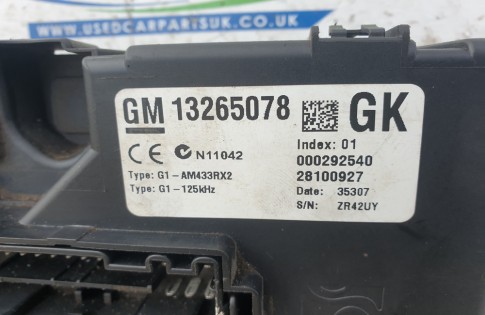 WWW.USEDCARPARTSUK.CO.UK
GM 13265078 GK
CE N11042
Index: 01
000292540
Type: G1-AM433RX2
28100927
Type: G1-125kHz
Date: 35307
S/N: ZR42UY